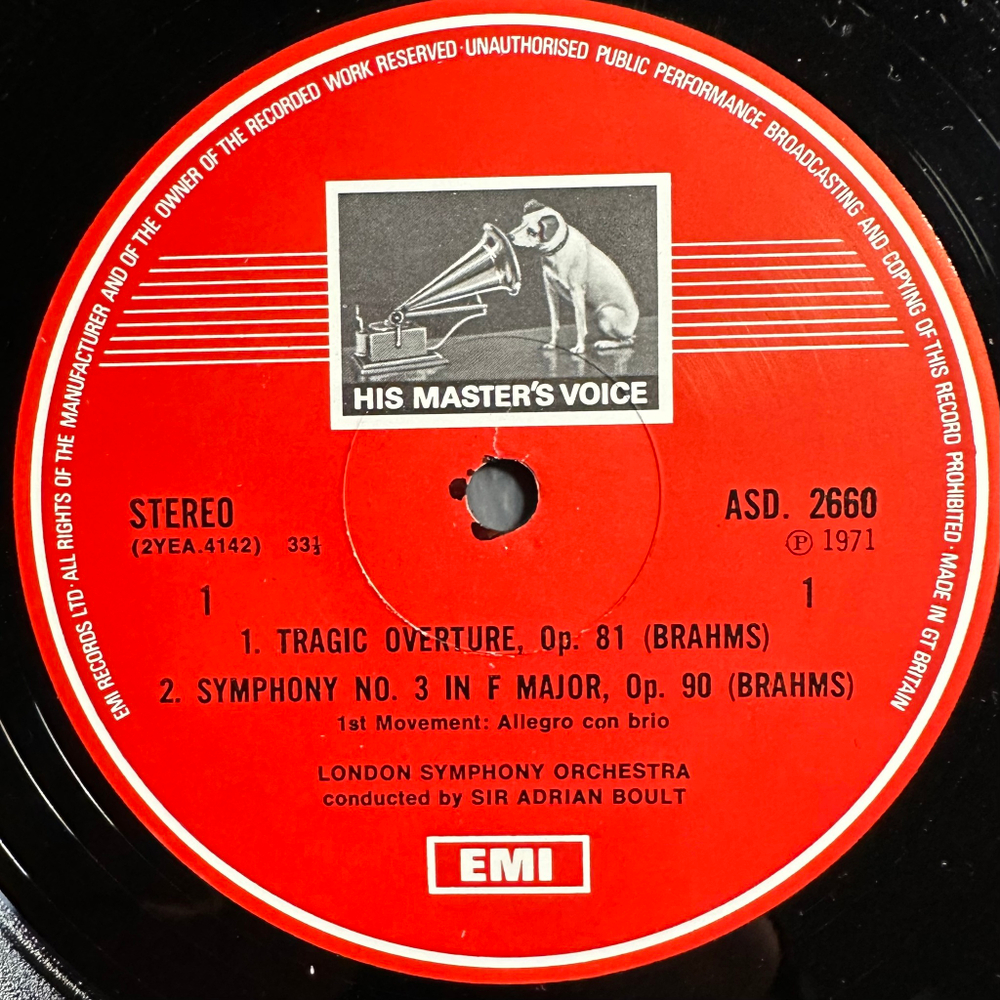 EMI RECORDS LTD · ALL RIGHTS OF THE MANUFACTURER AND OF THE OWNER OF THE RECORDED WORK RESERVED · UNAUTHORISED PUBLIC PERFORMANCE BROADCASTING AND COPYING OF THIS RECORD PROHIBITED · MADE IN GT BRITAIN
HIS MASTER'S VOICE
STEREO
(2YEA.4142) 33⅓
1
ASD. 2660
℗ 1971
1
1. TRAGIC OVERTURE, Op. 81 (BRAHMS)
2. SYMPHONY NO. 3 IN F MAJOR, Op. 90 (BRAHMS)
1st Movement: Allegro con brio
LONDON SYMPHONY ORCHESTRA
conducted by SIR ADRIAN BOULT
EMI